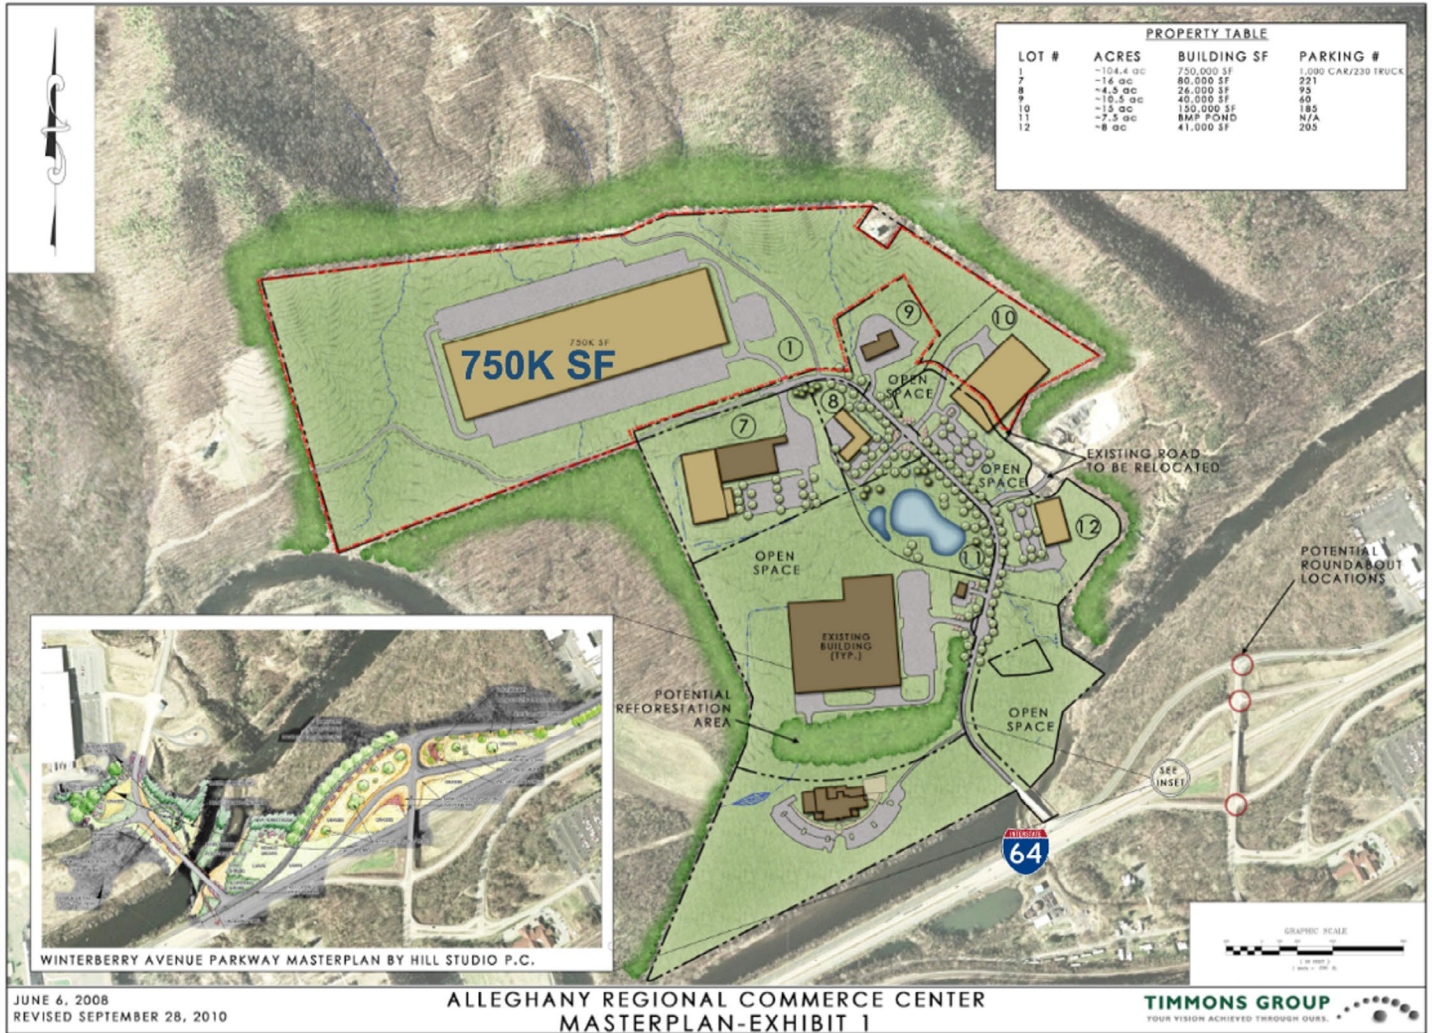 PROPERTY TABLE
LOT # ACRES BUILDING SF PARKING #
1 ~104.4 ac 750,000 SF 1,000 CAR/230 TRUCK
7 ~16 ac 80,000 SF 221
8 ~4.5 ac 26,000 SF 95
9 ~10.5 ac 40,000 SF 60
10 ~15 ac 150,000 SF 185
11 ~7.5 ac BMP POND N/A
12 ~8 ac 41,000 SF 205
9
10
750K SF
750K SF
1
OPEN
SPACE
8
7
EXISTING ROAD
TO BE RELOCATED
OPEN
SPACE
12
OPEN
SPACE
11
POTENTIAL
ROUNDABOUT
LOCATIONS
EXISTING
BUILDING
(TYP.)
POTENTIAL
REFORESTATION
AREA
OPEN
SPACE
SEE
INSET
INTERSTATE
64
WINTERBERRY AVENUE PARKWAY MASTERPLAN BY HILL STUDIO P.C.
GRAPHIC SCALE
JUNE 6, 2008
REVISED SEPTEMBER 28, 2010
ALLEGHANY REGIONAL COMMERCE CENTER
MASTERPLAN-EXHIBIT 1
TIMMONS GROUP
YOUR VISION ACHIEVED THROUGH OURS.